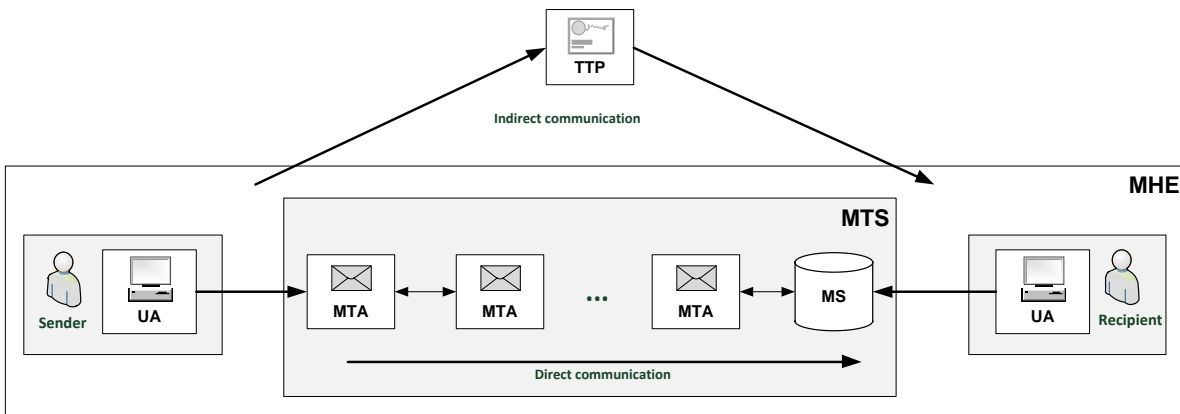 TTP
Indirect communication
MHE
MTS
Sender
UA
MTA
MTA
...
MTA
MS
UA
Recipient
Direct communication